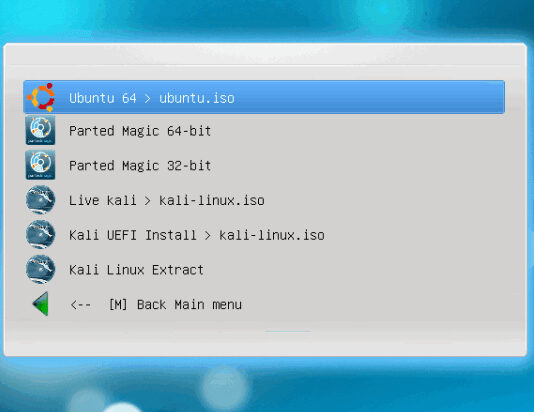 Ubuntu 64 > ubuntu.iso
Parted Magic 64-bit
Parted Magic 32-bit
Live kali > kali-linux.iso
Kali UEFI Install > kali-linux.iso
Kali Linux Extract
<-- [M] Back Main menu